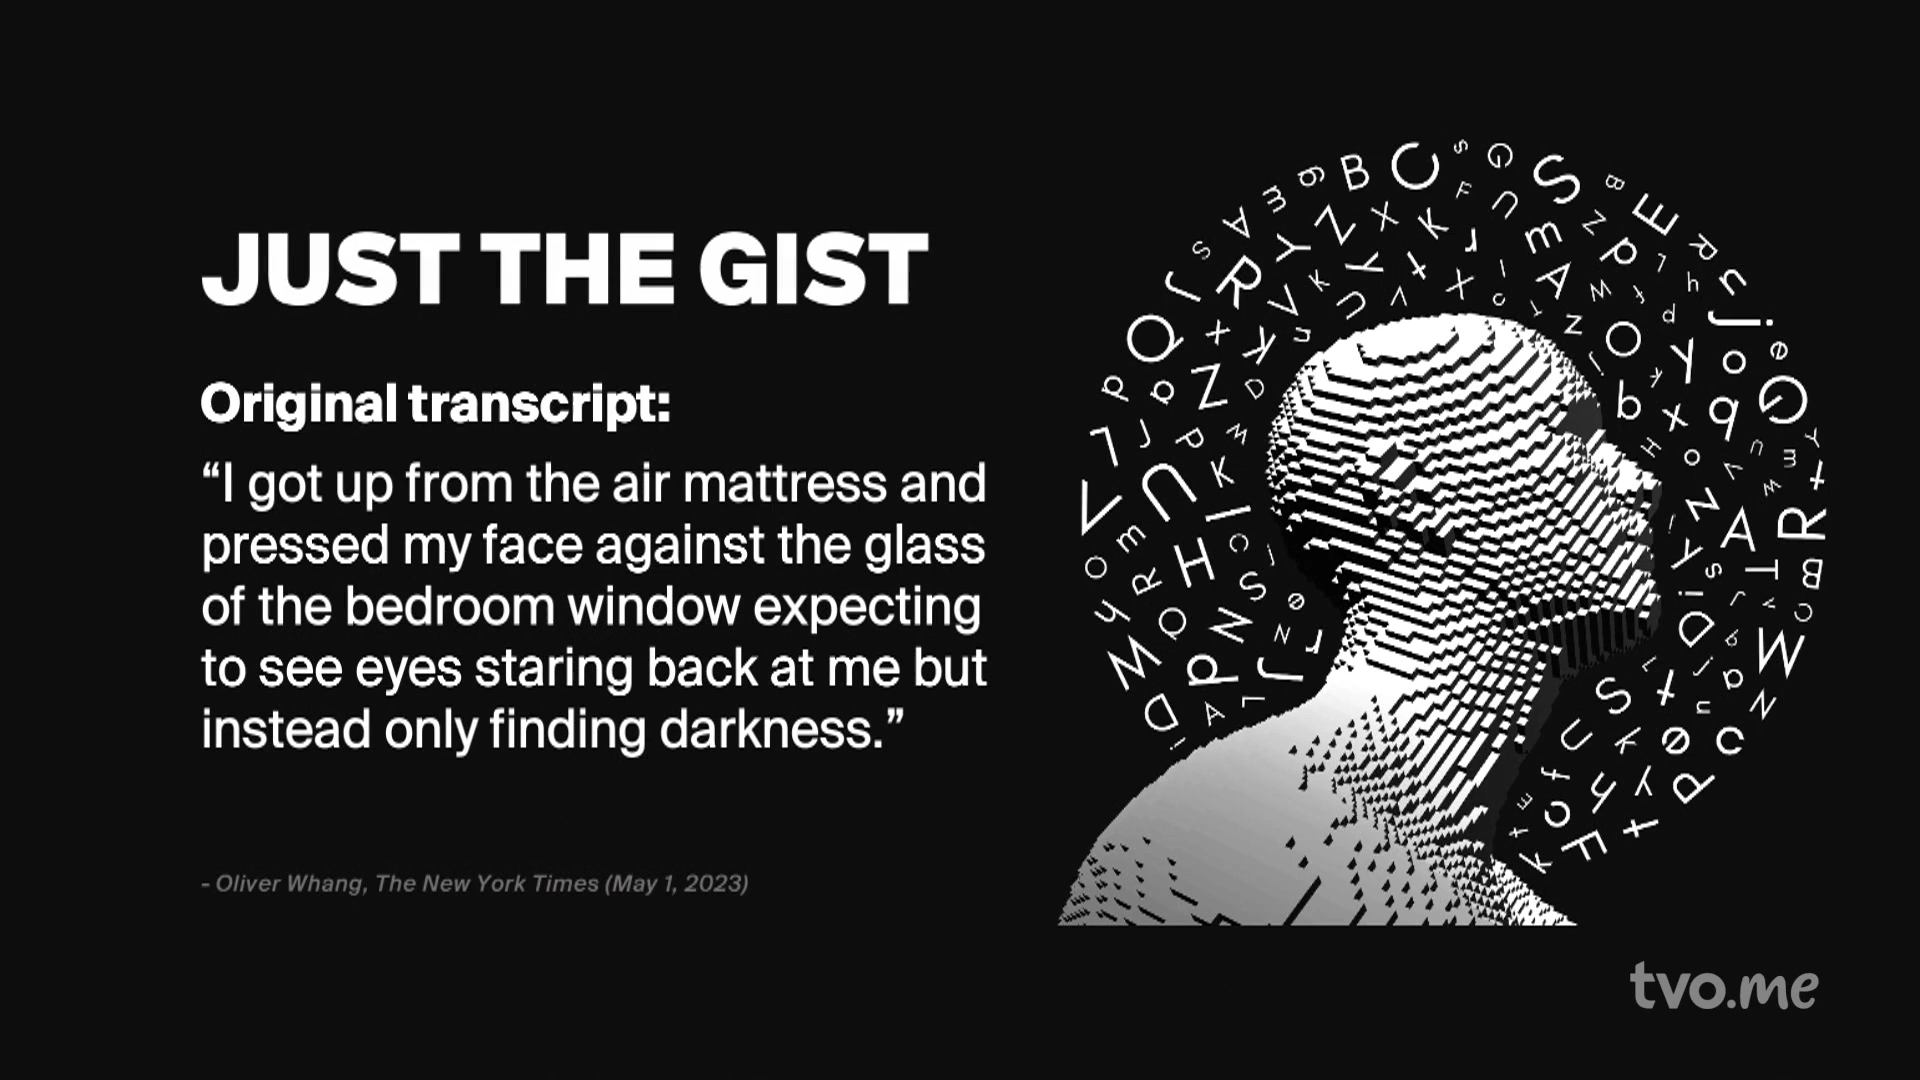 JUST THE GIST
Original transcript:
“I got up from the air mattress and
pressed my face against the glass
of the bedroom window expecting
to see eyes staring back at me but
instead only finding darkness.”
- Oliver Whang, The New York Times (May 1, 2023)
tvo.me